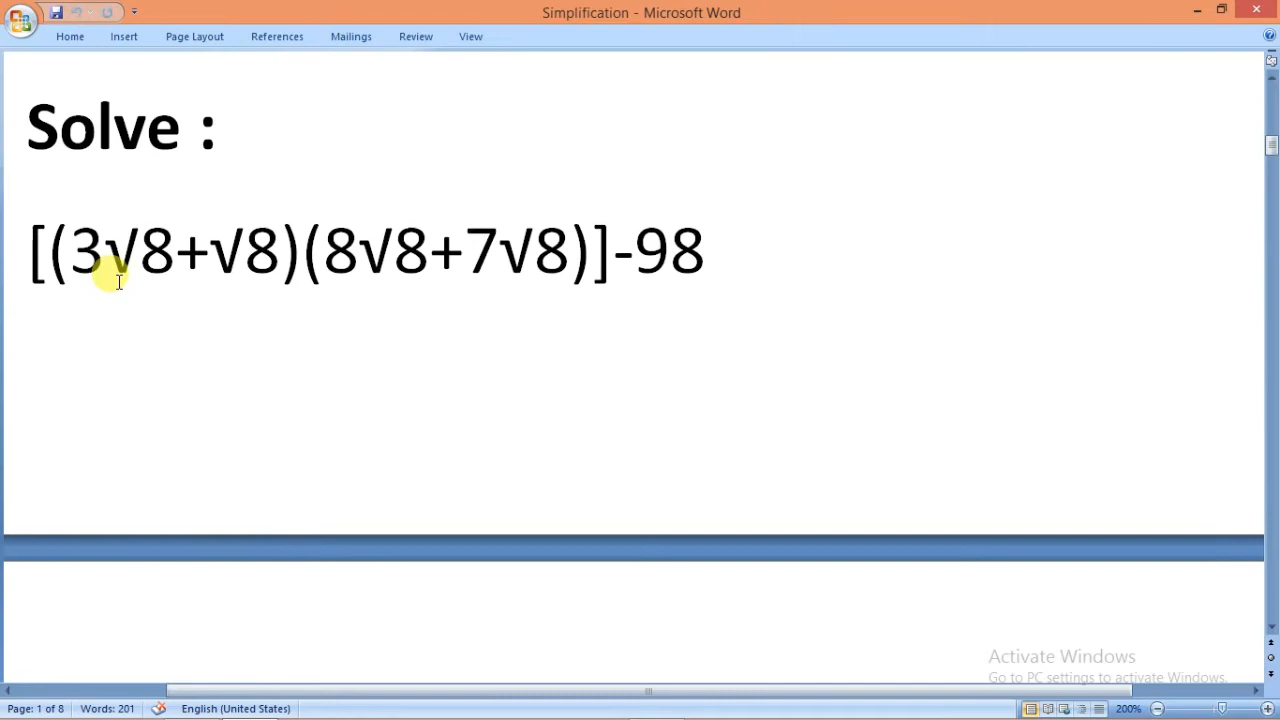 Simplification - Microsoft Word
Home Insert Page Layout References Mailings Review View
Solve :
[(3√8+√8)(8√8+7√8)]-98
Activate Windows
Go to PC settings to activate Windows.
Page: 1 of 8 Words: 201 English (United States) 200%